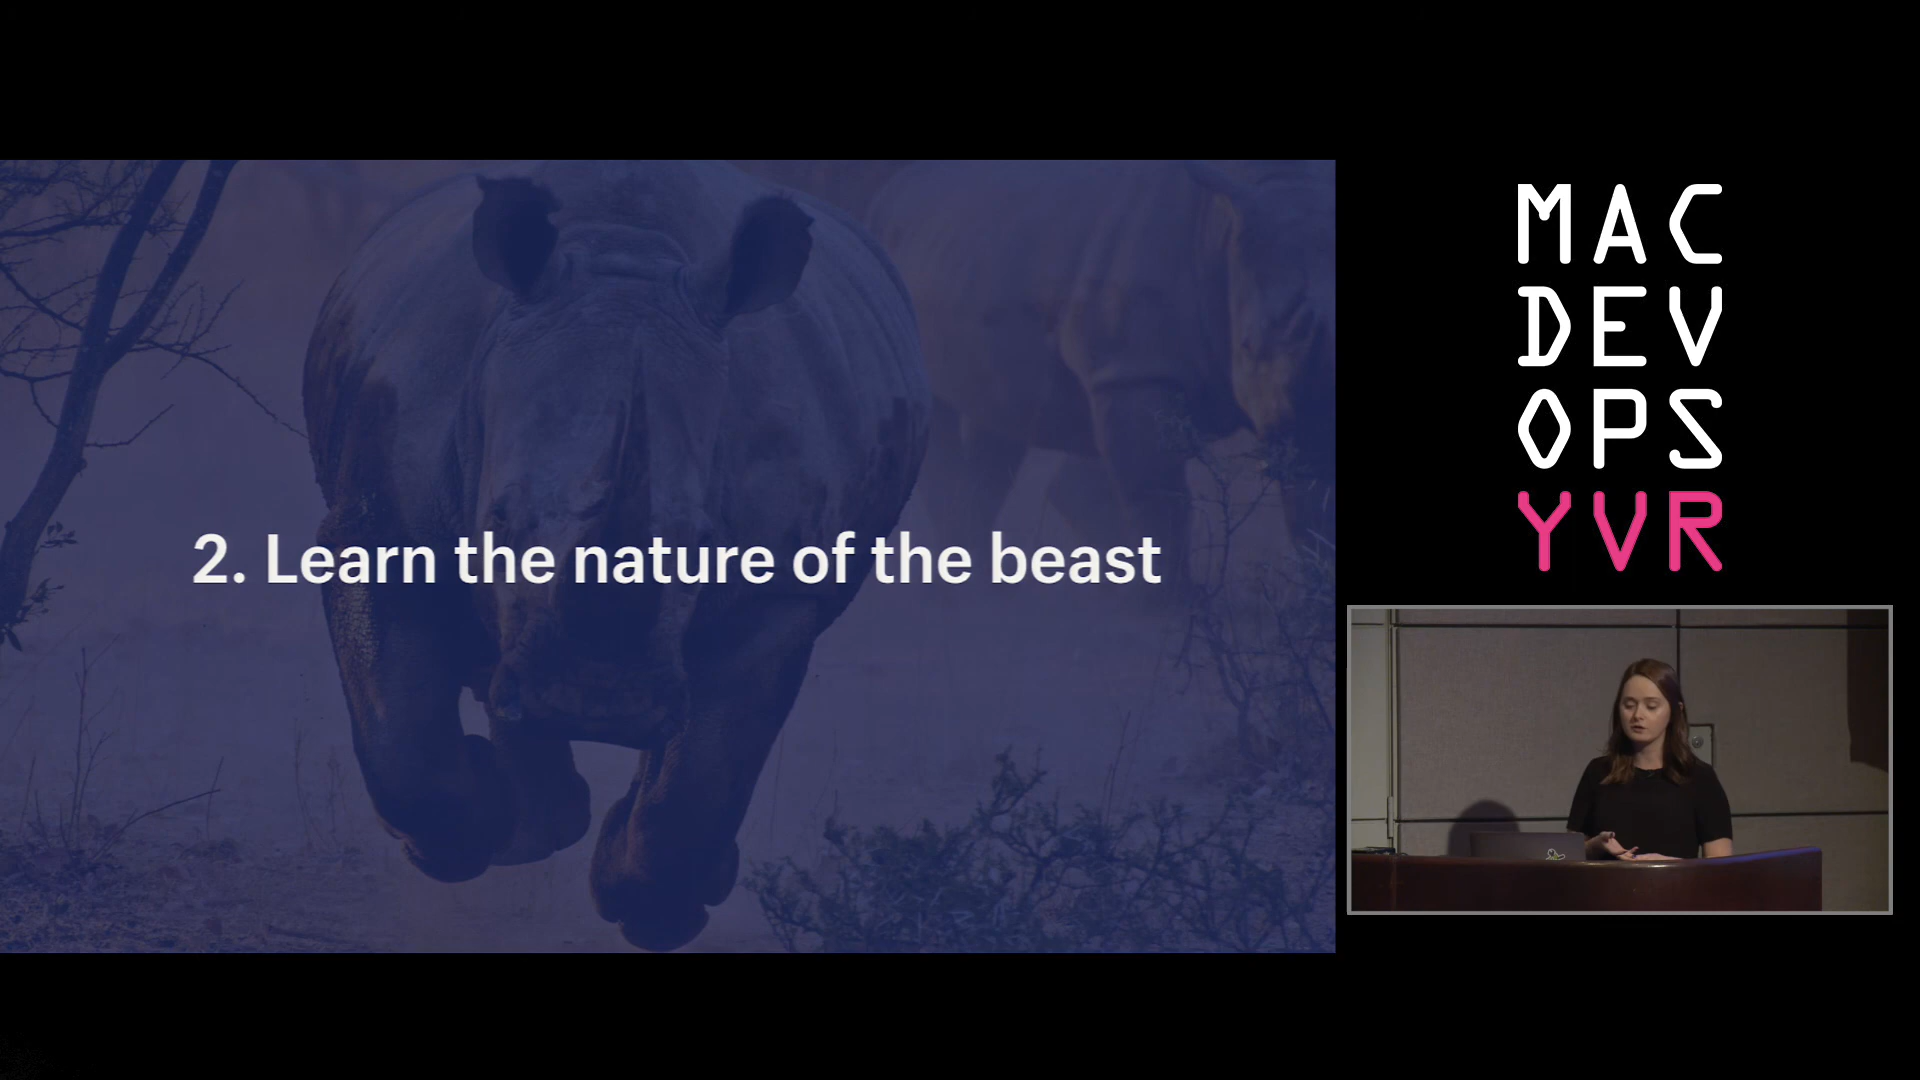 2. Learn the nature of the beast
MAC
DEV
OPS
YVR